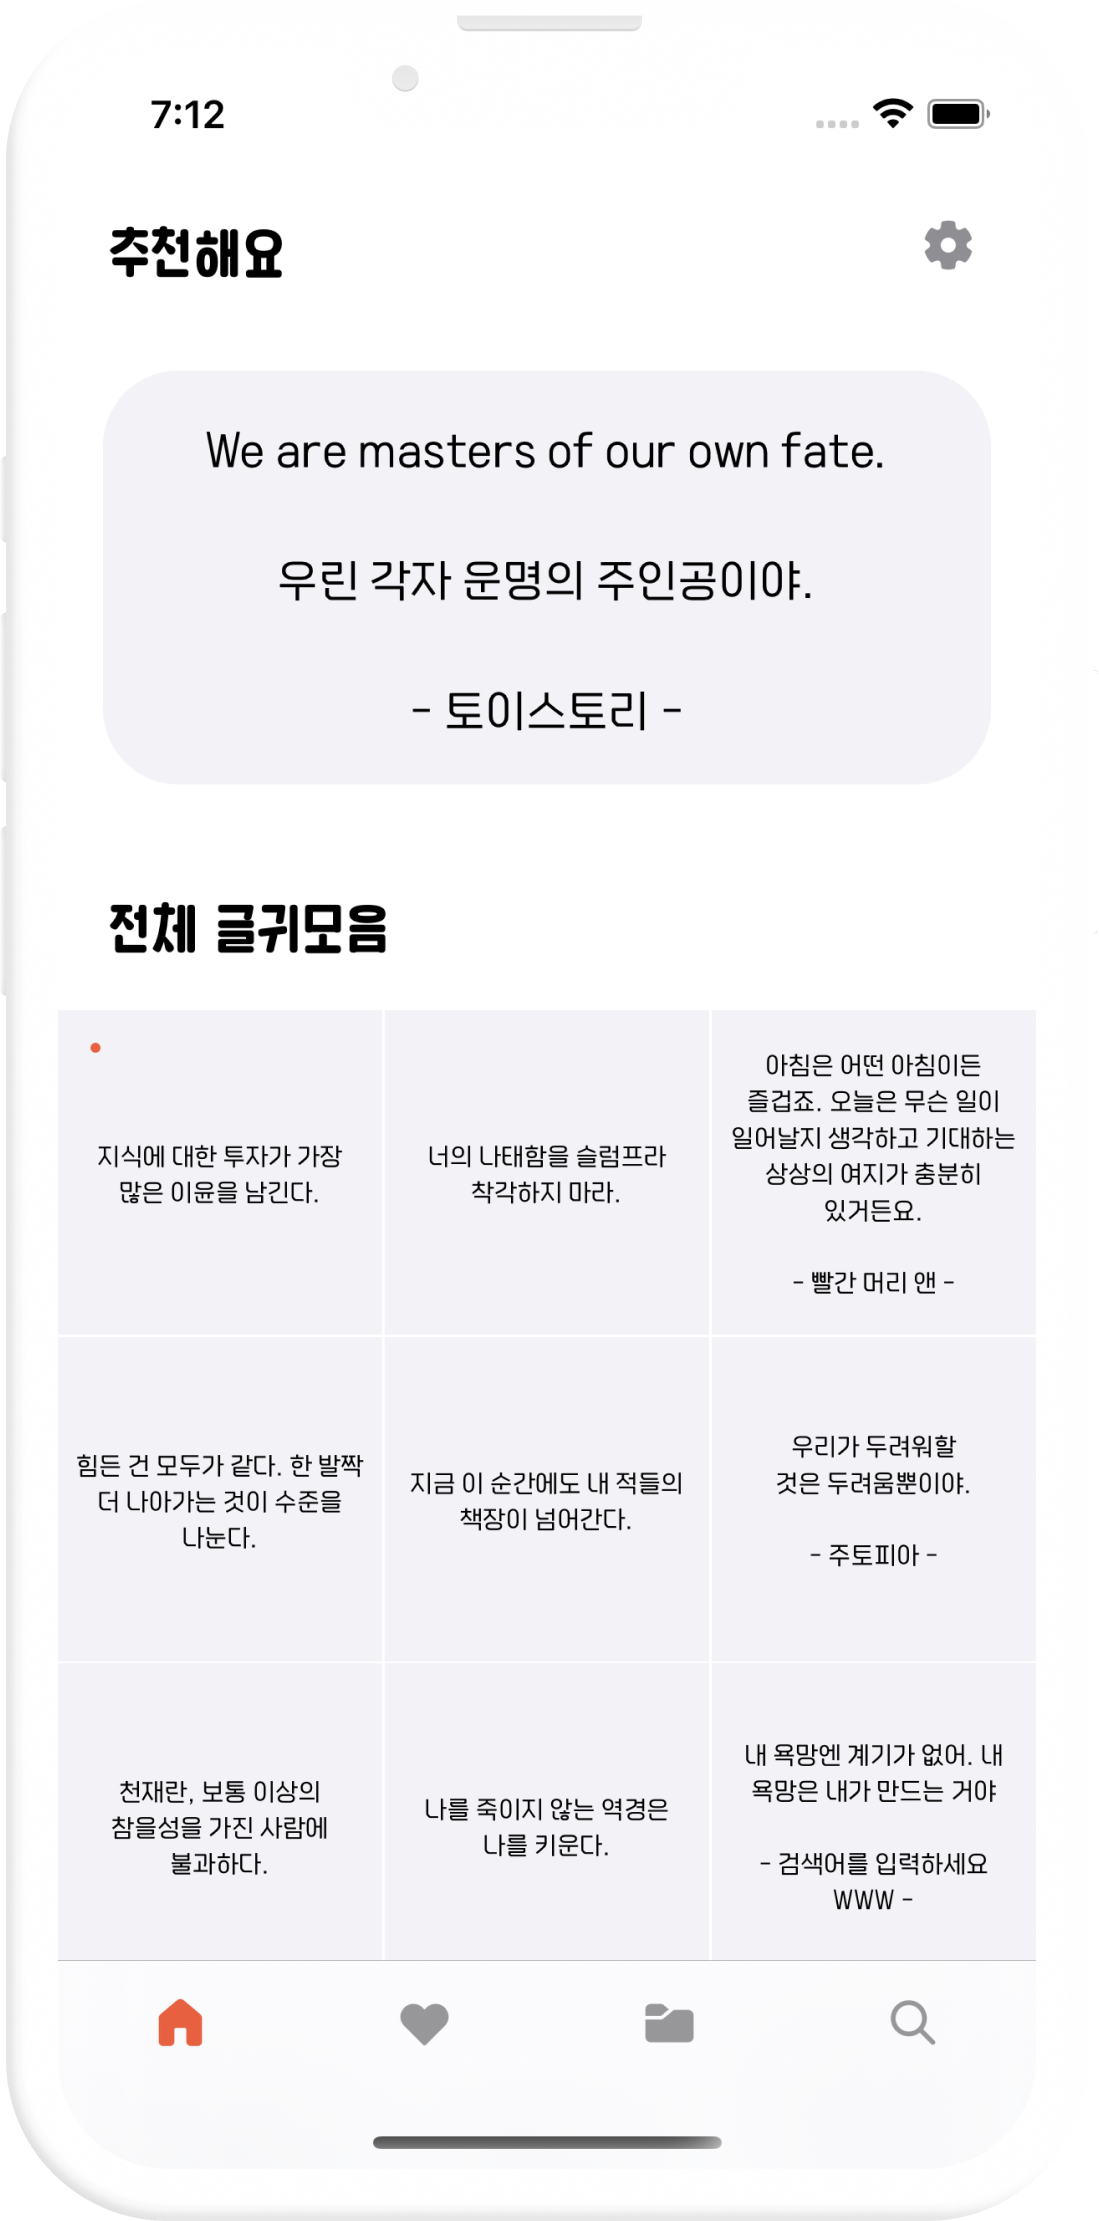 7:12
추천해요
We are masters of our own fate.
우린 각자 운명의 주인공이야.
- 토이스토리 -
전체 글귀모음
지식에 대한 투자가 가장
많은 이윤을 남긴다.
너의 나태함을 슬럼프라
착각하지 마라.
아침은 어떤 아침이든
즐겁죠. 오늘은 무슨 일이
일어날지 생각하고 기대하는
상상의 여지가 충분히
있거든요.
- 빨간 머리 앤 -
힘든 건 모두가 같다. 한 발짝
더 나아가는 것이 수준을
나눈다.
지금 이 순간에도 내 적들의
책장이 넘어간다.
우리가 두려워할
것은 두려움뿐이야.
- 주토피아 -
천재란, 보통 이상의
참을성을 가진 사람에
불과하다.
나를 죽이지 않는 역경은
나를 키운다.
내 욕망엔 계기가 없어. 내
욕망은 내가 만드는 거야
- 검색어를 입력하세요
WWW -